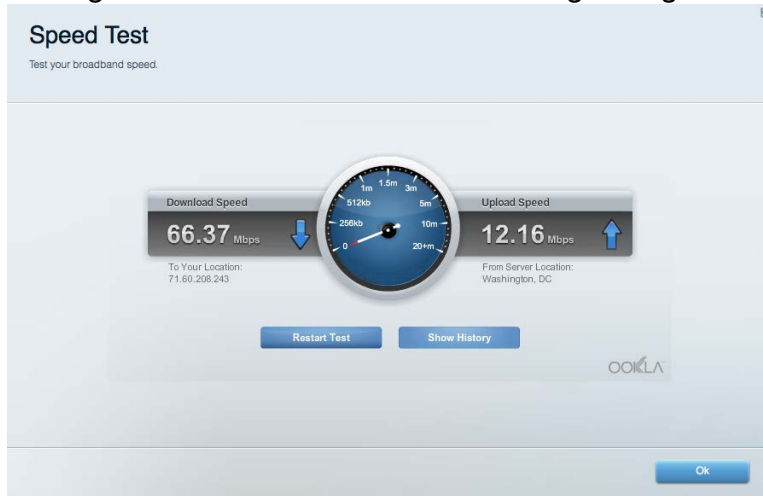 Speed Test
Test your broadband speed.
Download Speed
66.37 Mbps
To Your Location:
71.60.208.243
0
256kb
512kb
1m
1.5m
3m
5m
10m
20+m
Upload Speed
12.16 Mbps
From Server Location:
Washington, DC
Restart Test
Show History
OOKLA
Ok